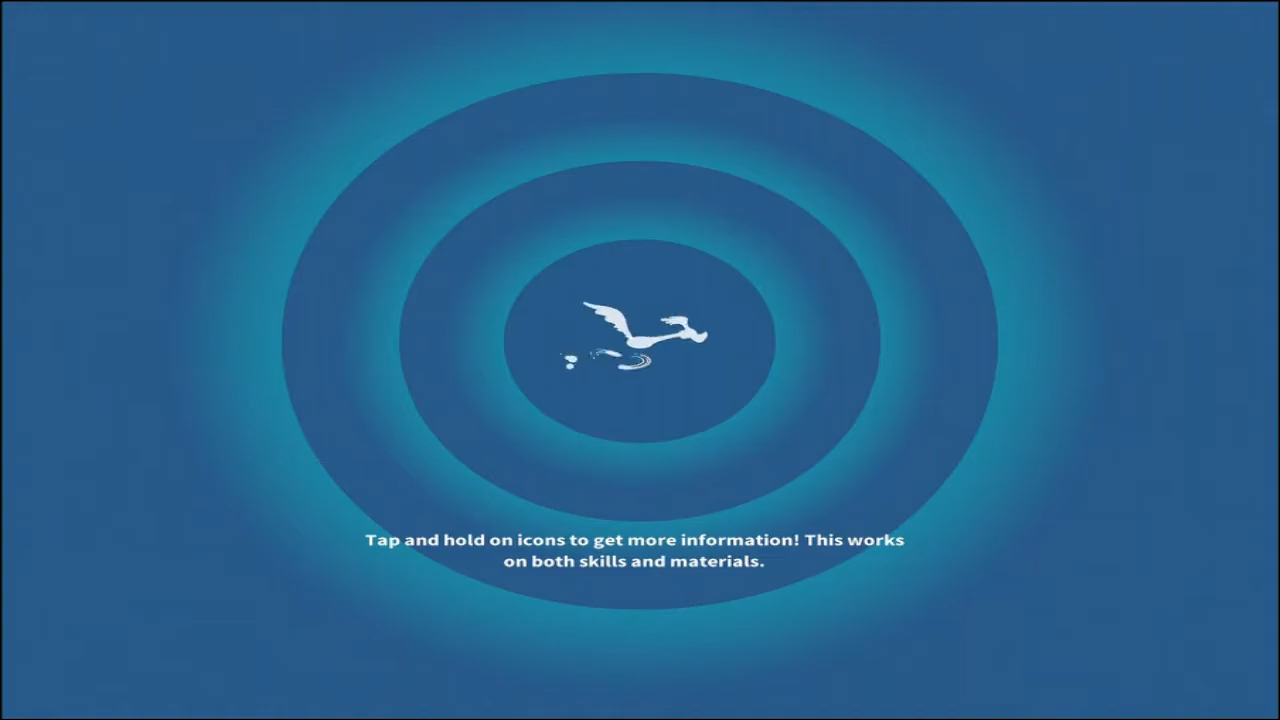 Tap and hold on icons to get more information! This works
on both skills and materials.